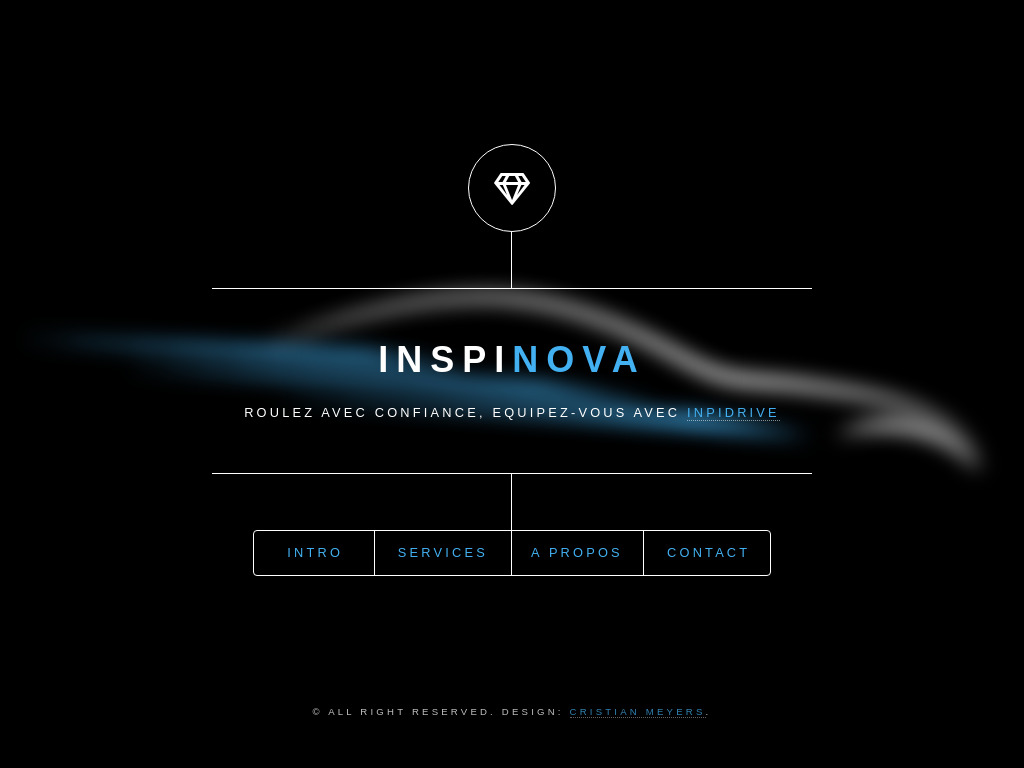 INSPINOVA
ROULEZ AVEC CONFIANCE, EQUIPEZ-VOUS AVEC INPIDRIVE
INTRO SERVICES A PROPOS CONTACT
© ALL RIGHT RESERVED. DESIGN: CRISTIAN MEYERS.